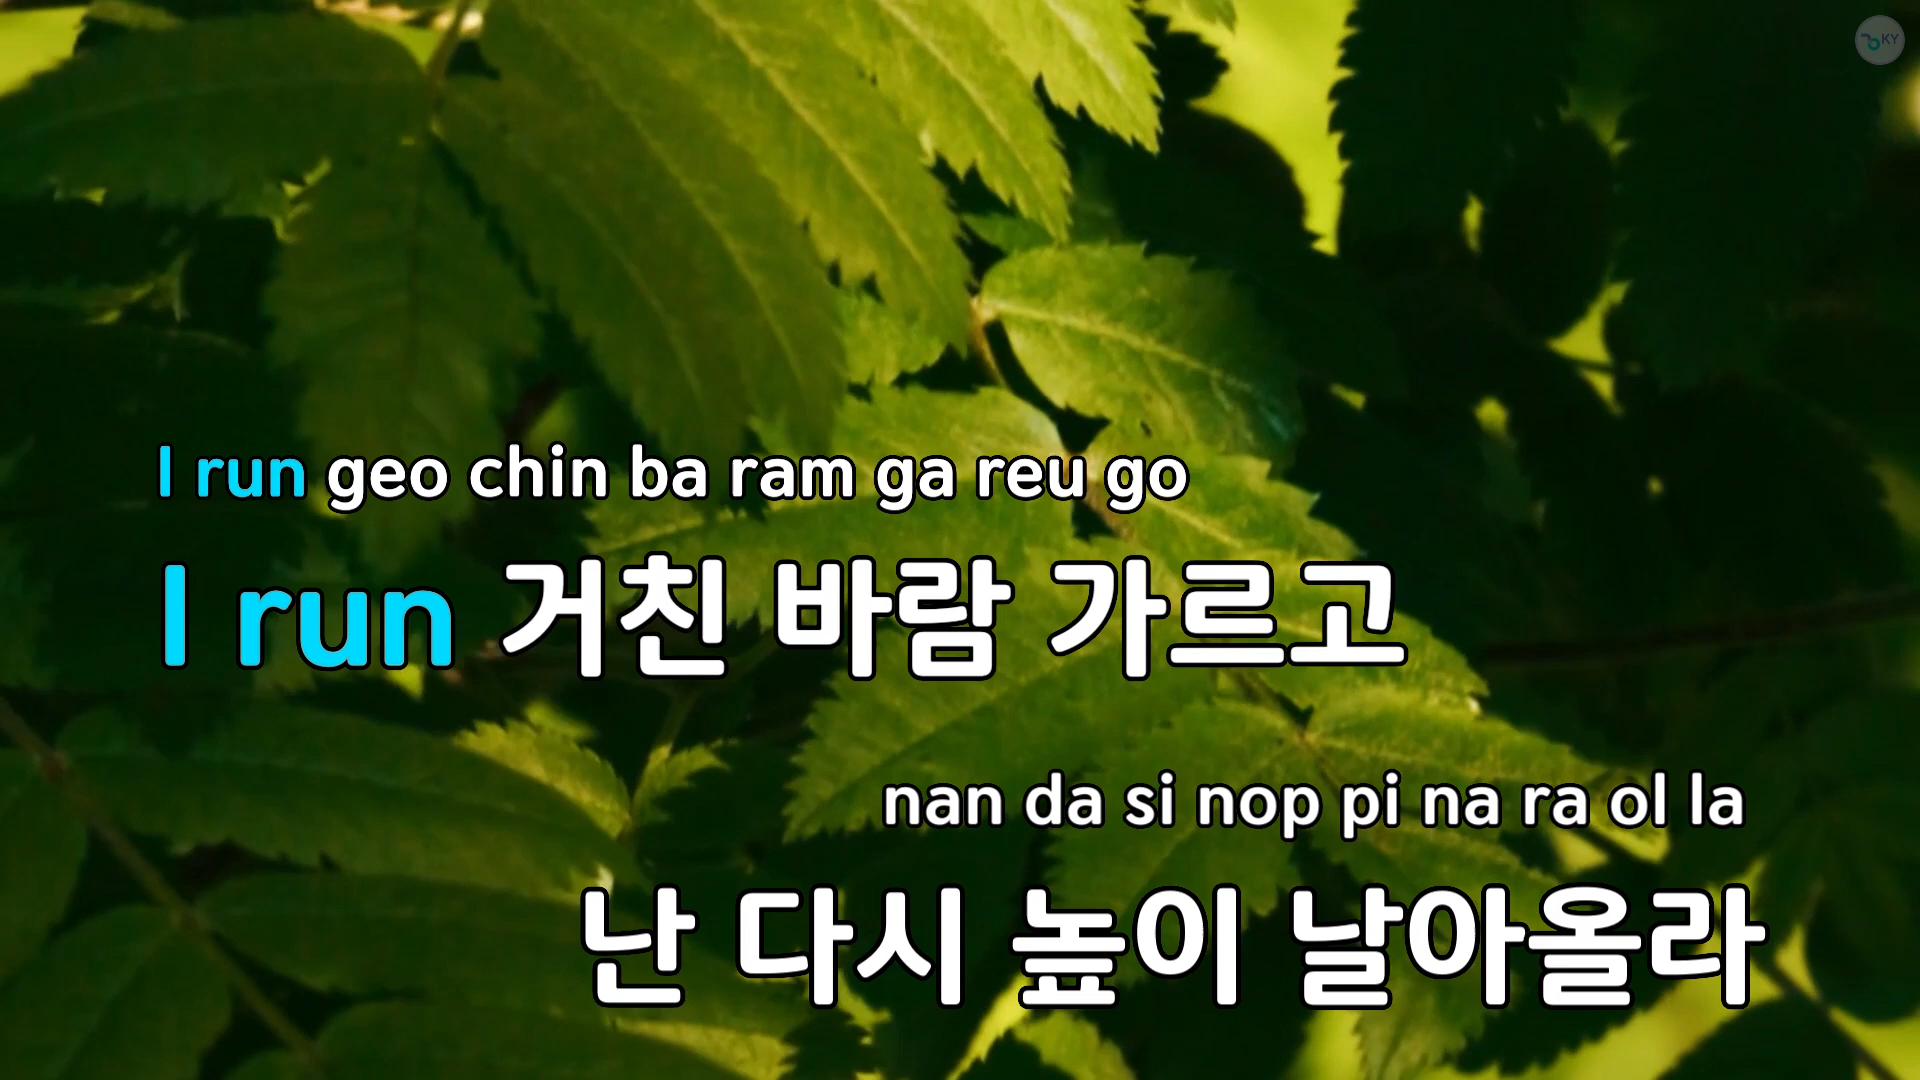 KY
I run geo chin ba ram ga reu go
I run 거친 바람 가르고
nan da si nop pi na ra ol la
난 다시 높이 날아올라